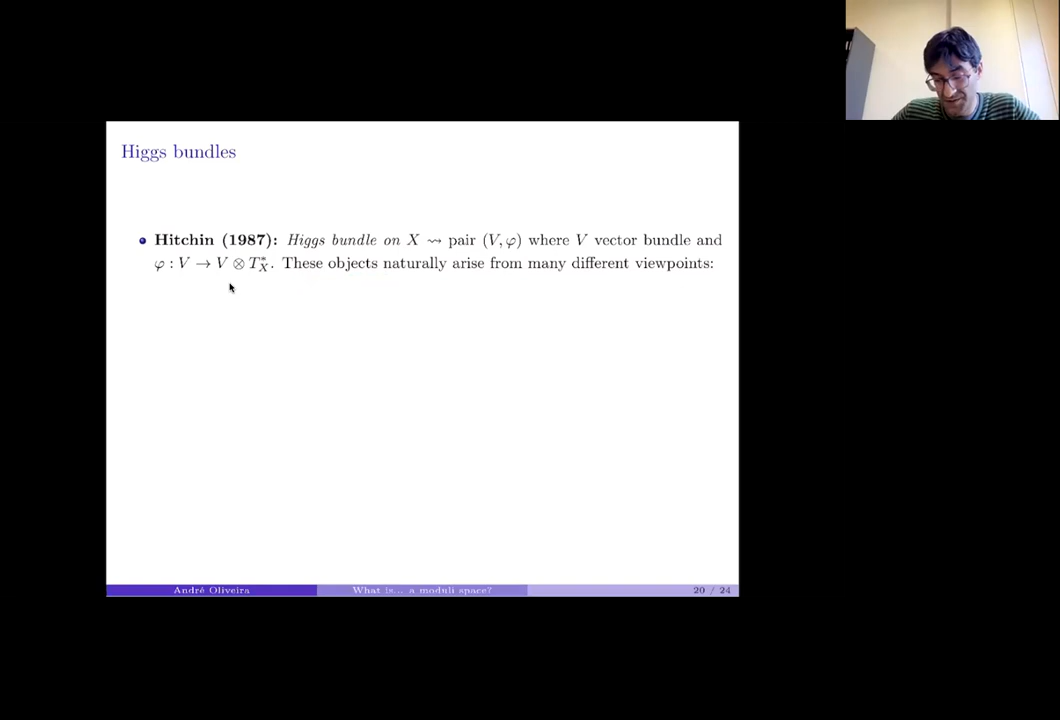 Higgs bundles
Hitchin (1987): Higgs bundle on X ⇝ pair (V, φ) where V vector bundle and
φ : V → V ⊗ T*_X. These objects naturally arise from many different viewpoints:
André Oliveira
What is... a moduli space?
20 / 24